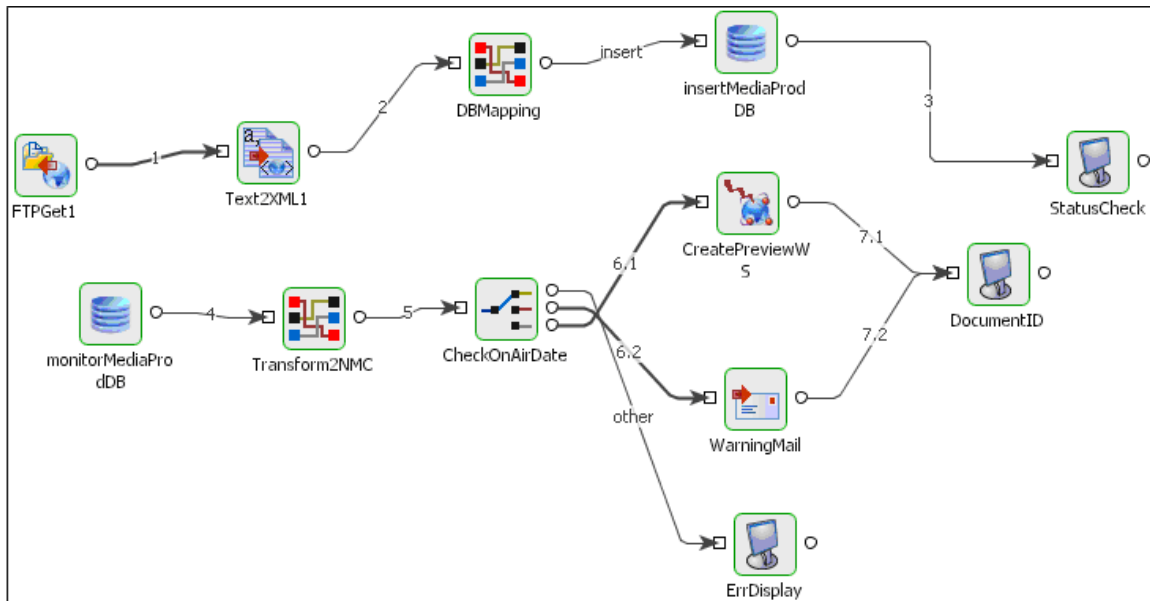 insert
insertMediaProd
DB
DBMapping
2
3
a,
1
FTPGet1
Text2XML1
StatusCheck
6.1
CreatePreviewW
S
7.1
DocumentID
4
5
monitorMediaPro
dDB
Transform2NMC
CheckOnAirDate
6.2
7.2
other
WarningMail
ErrDisplay